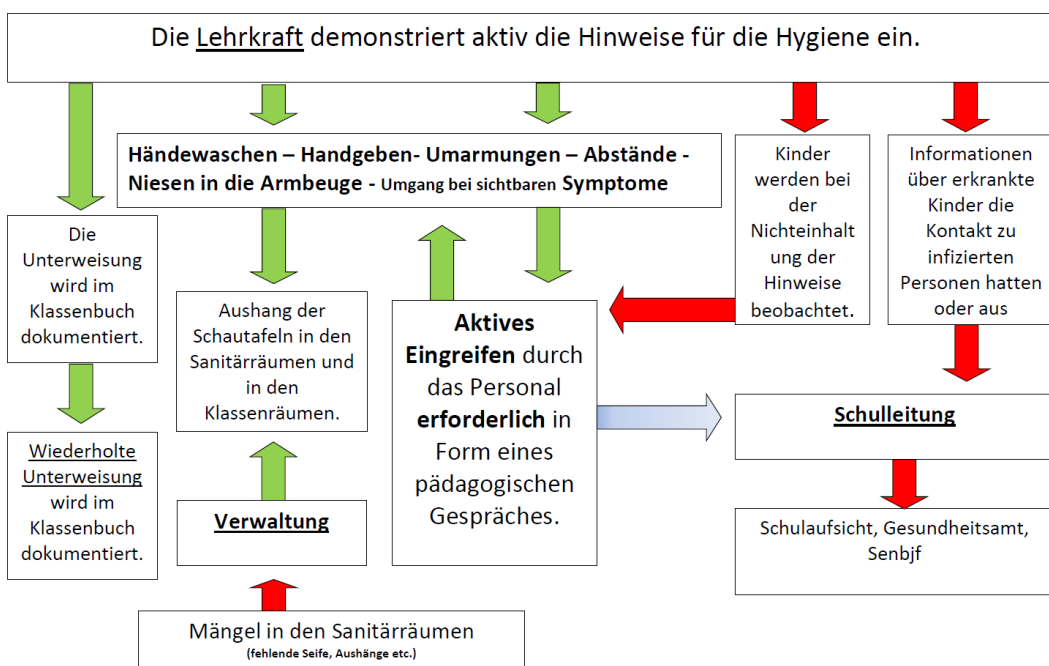 Die Lehrkraft demonstriert aktiv die Hinweise für die Hygiene ein.
Händewaschen – Handgeben- Umarmungen – Abstände -
Niesen in die Armbeuge - Umgang bei sichtbaren Symptome
Die
Unterweisung
wird im
Klassenbuch
dokumentiert.
Wiederholte
Unterweisung
wird im
Klassenbuch
dokumentiert.
Aushang der
Schautafeln in den
Sanitärräumen und
in den
Klassenräumen.
Verwaltung
Mängel in den Sanitärräumen
(fehlende Seife, Aushänge etc.)
Aktives
Eingreifen durch
das Personal
erforderlich in
Form eines
pädagogischen
Gespräches.
Kinder
werden bei
der
Nichteinhalt
ung der
Hinweise
beobachtet.
Informationen
über erkrankte
Kinder die
Kontakt zu
infizierten
Personen hatten
oder aus
Schulleitung
Schulaufsicht, Gesundheitsamt,
Senbjf